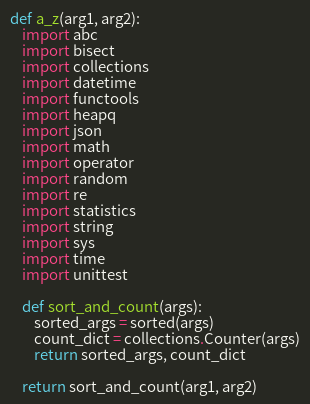 def a_z(arg1, arg2):
    import abc
    import bisect
    import collections
    import datetime
    import functools
    import heapq
    import json
    import math
    import operator
    import random
    import re
    import statistics
    import string
    import sys
    import time
    import unittest

    def sort_and_count(args):
        sorted_args = sorted(args)
        count_dict = collections.Counter(args)
        return sorted_args, count_dict

    return sort_and_count(arg1, arg2)